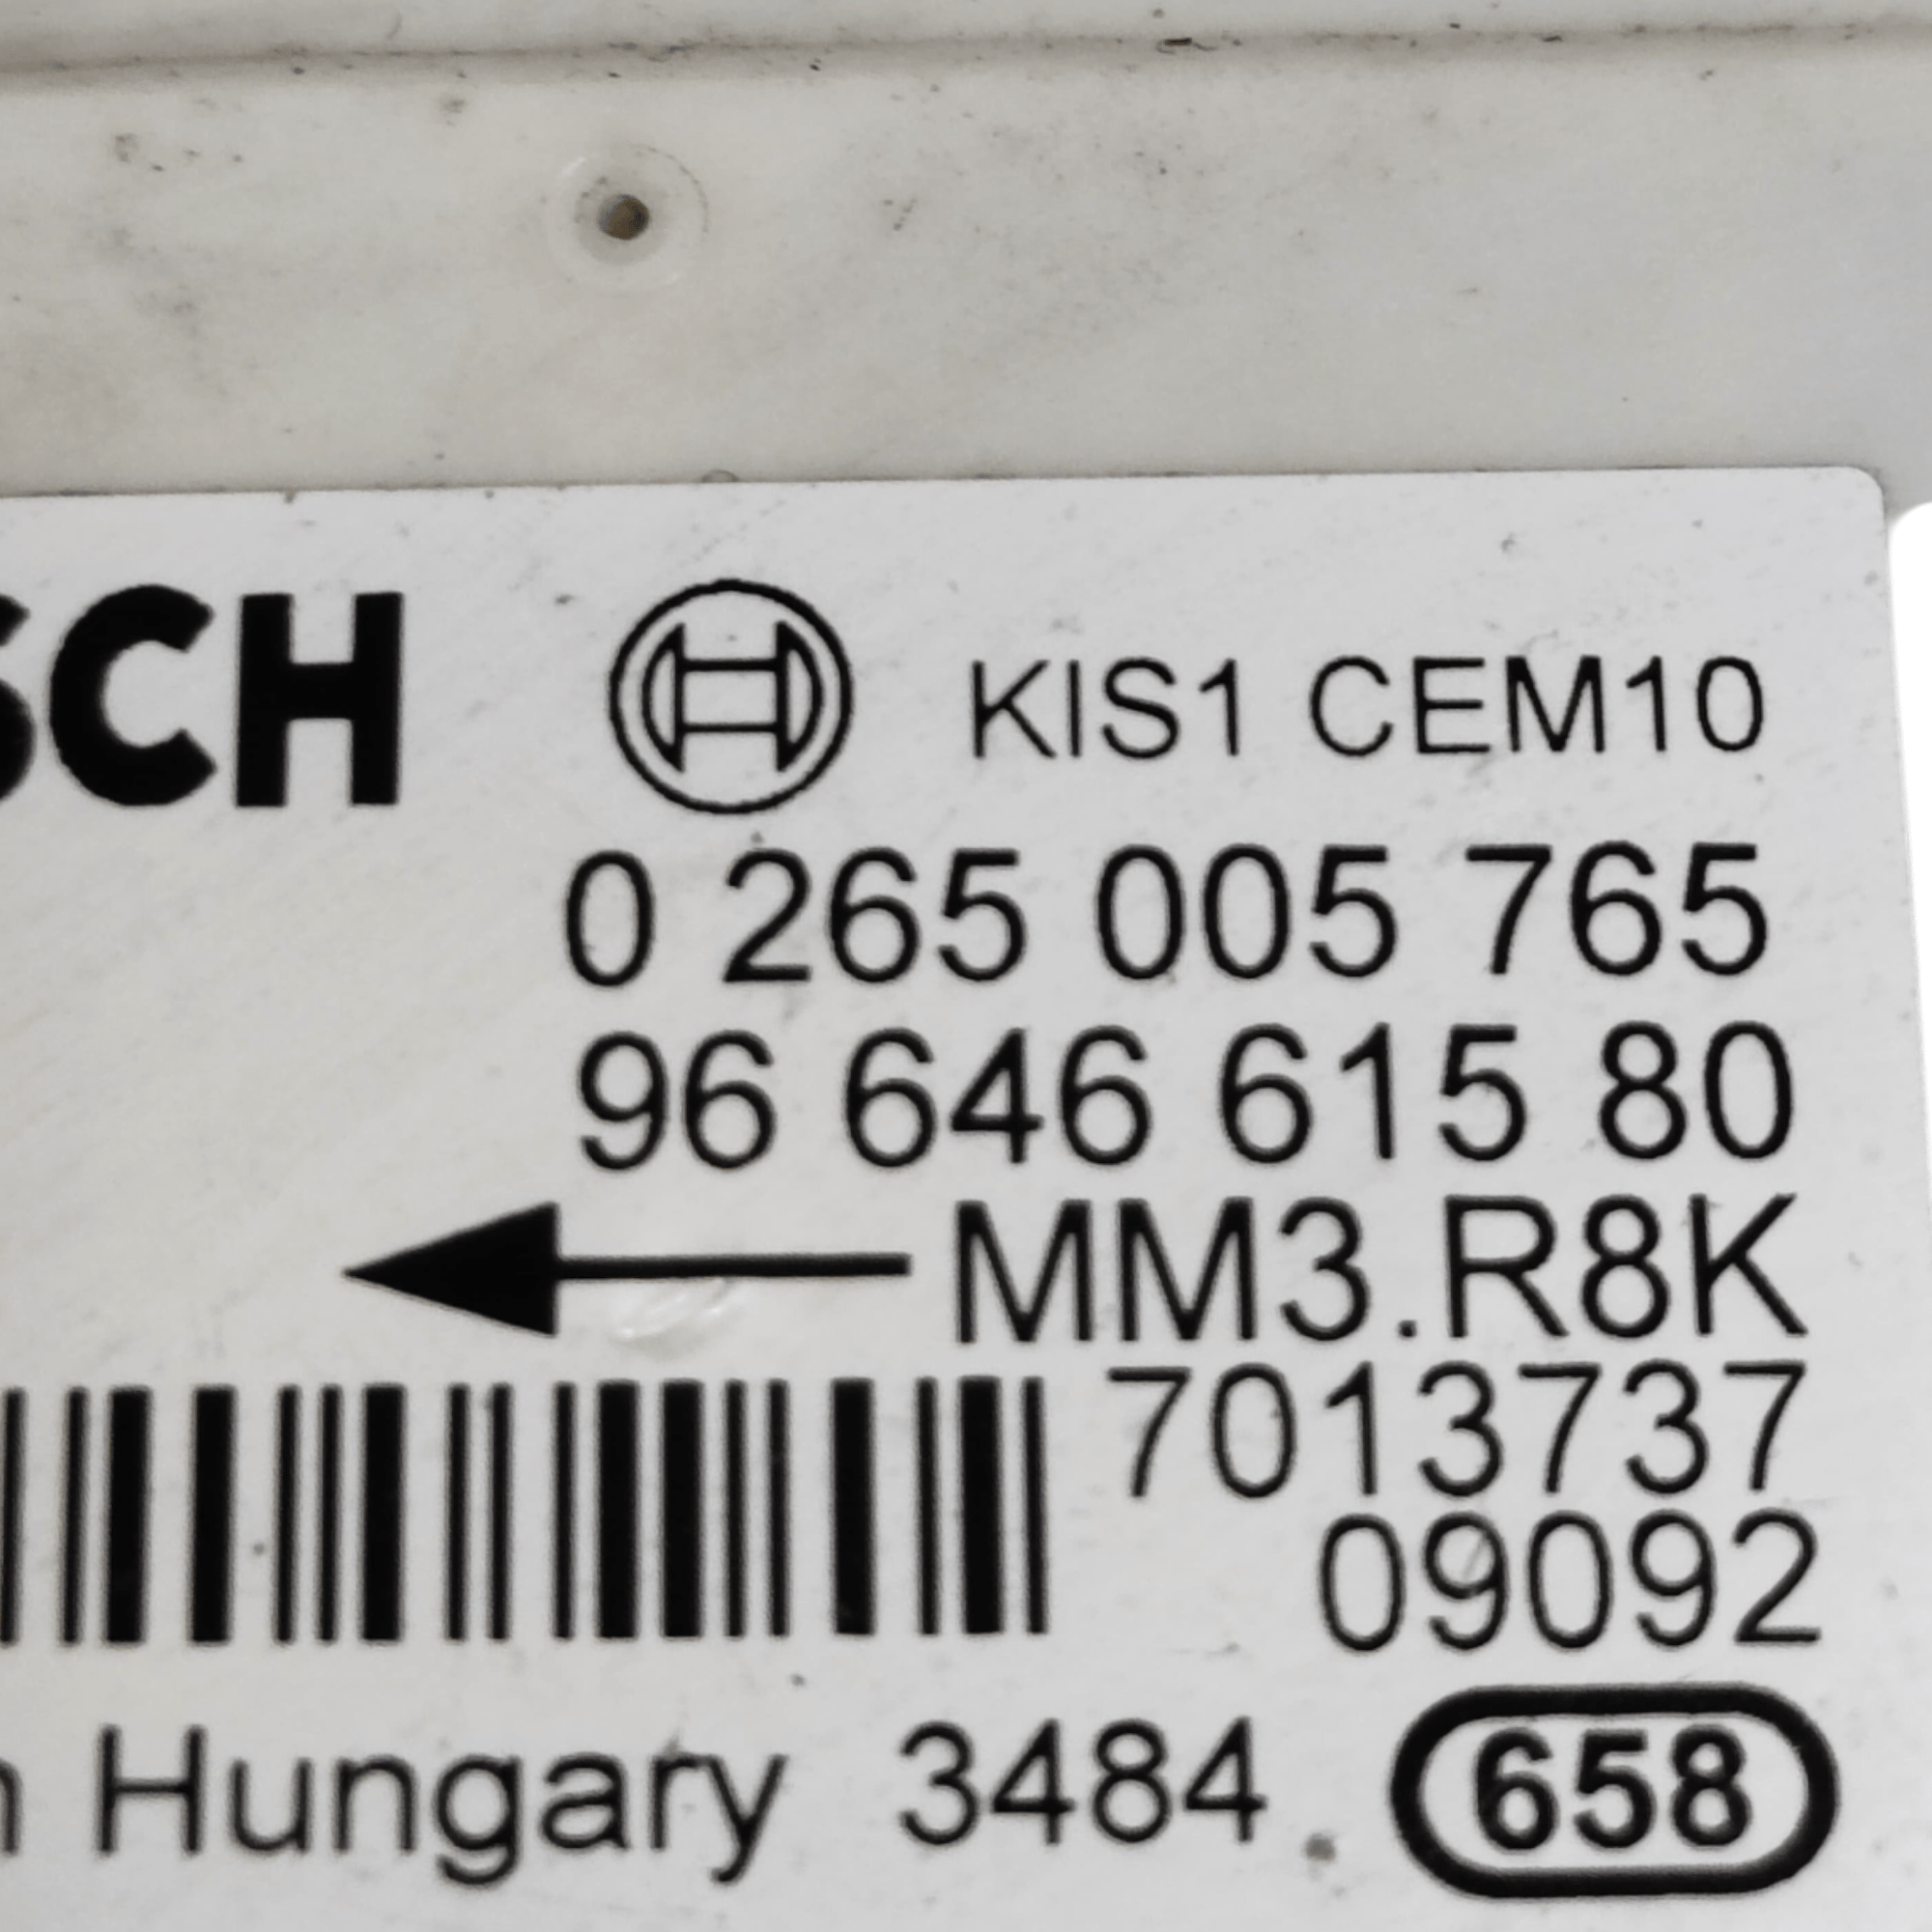 SCH KIS1 CEM10
0 265 005 765
96 646 615 80
MM3.R8K
7013737
09092
n Hungary 3484 658